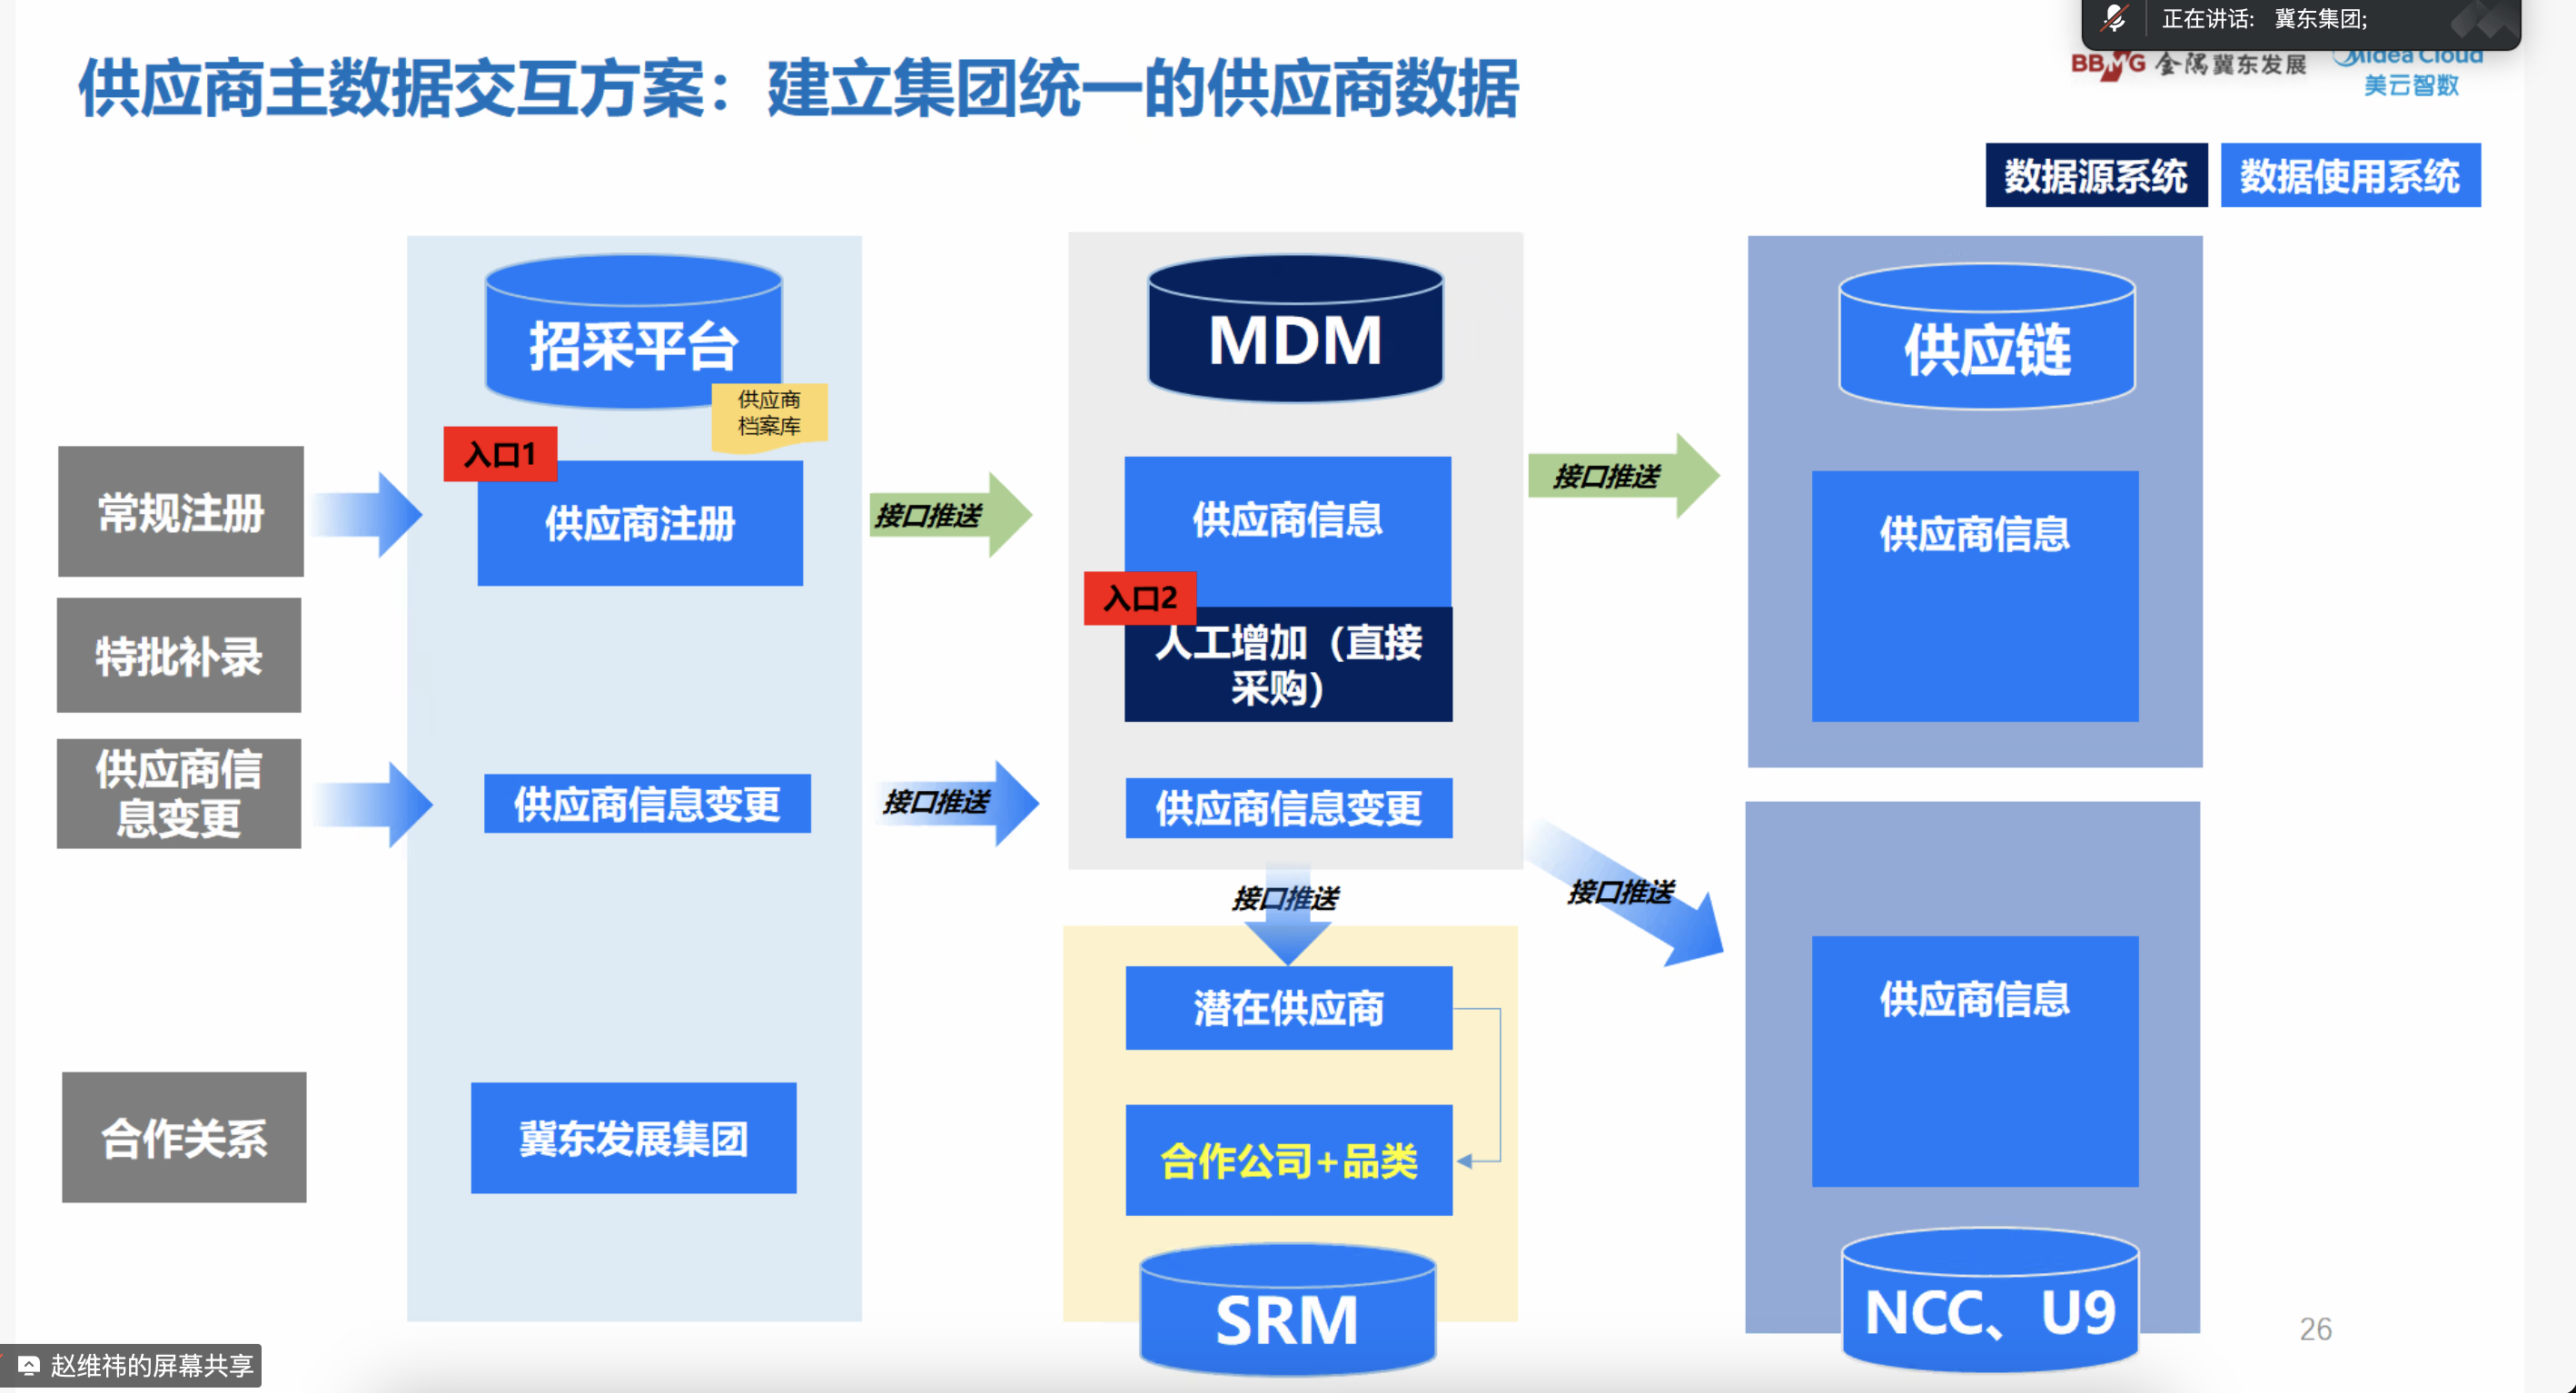 正在讲话: 冀东集团;
供应商主数据交互方案：建立集团统一的供应商数据
BBMG 金隅冀东发展
Midea Cloud
美云智数
数据源系统
数据使用系统
招采平台
供应商
档案库
MDM
供应链
入口1
常规注册
供应商注册
接口推送
供应商信息
接口推送
供应商信息
入口2
特批补录
人工增加（直接
采购）
供应商信
息变更
供应商信息变更
接口推送
供应商信息变更
接口推送
接口推送
潜在供应商
供应商信息
合作关系
冀东发展集团
合作公司+品类
SRM
NCC、U9
26
赵维祎的屏幕共享